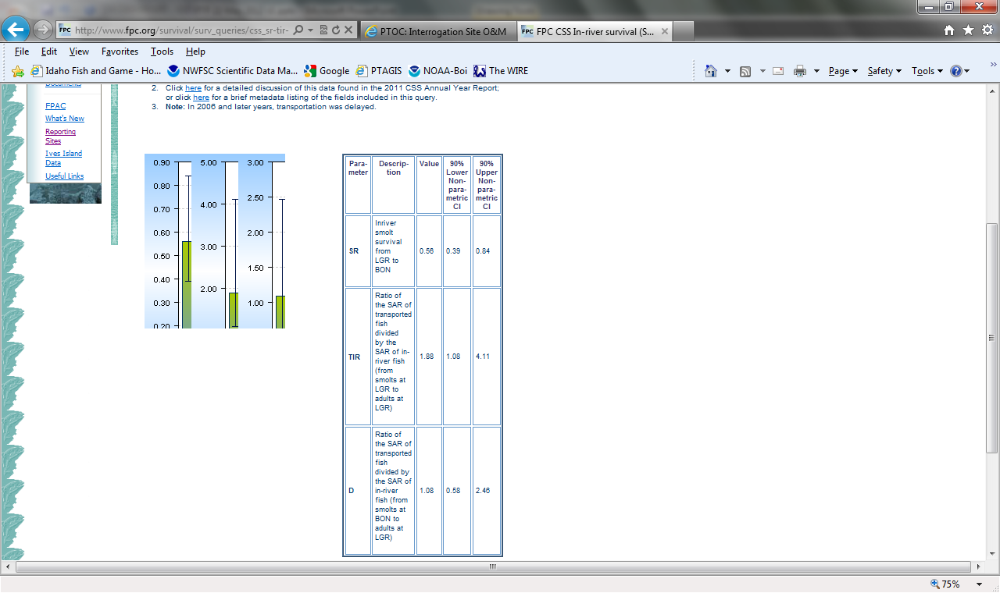 FPC http://www.fpc.org/survival/surv_queries/css_sr-tir-
PTOC: Interrogation Site O&M
FPC FPC CSS In-river survival (S...
File Edit View Favorites Tools Help
Idaho Fish and Game - Ho... NWFSC Scientific Data Ma... Google PTAGIS NOAA-Boi The WIRE
Page Safety Tools
Documents
FPAC
What's New
Reporting
Sites
Ives Island
Data
Useful Links
2. Click here for a detailed discussion of this data found in the 2011 CSS Annual Year Report;
or click here for a brief metadata listing of the fields included in this query.
3. Note: In 2006 and later years, transportation was delayed.
0.90
0.80
0.70
0.60
0.50
0.40
0.30
0.20
5.00
4.00
3.00
2.00
3.00
2.50
2.00
1.50
1.00
Para-
meter
Descrip-
tion
Value
90%
Lower
Non-
para-
metric
CI
90%
Upper
Non-
para-
metric
CI
SR
Inriver
smolt
survival
from
LGR to
BON
0.56
0.39
0.84
TIR
Ratio of
the SAR of
transported
fish
divided
by the
SAR of in-
river fish
(from
smolts at
LGR to
adults at
LGR)
1.88
1.08
4.11
D
Ratio of
the SAR of
transported
fish
divided by
the SAR of
in-river
fish (from
smolts at
BON to
adults at
LGR)
1.08
0.58
2.46
75%